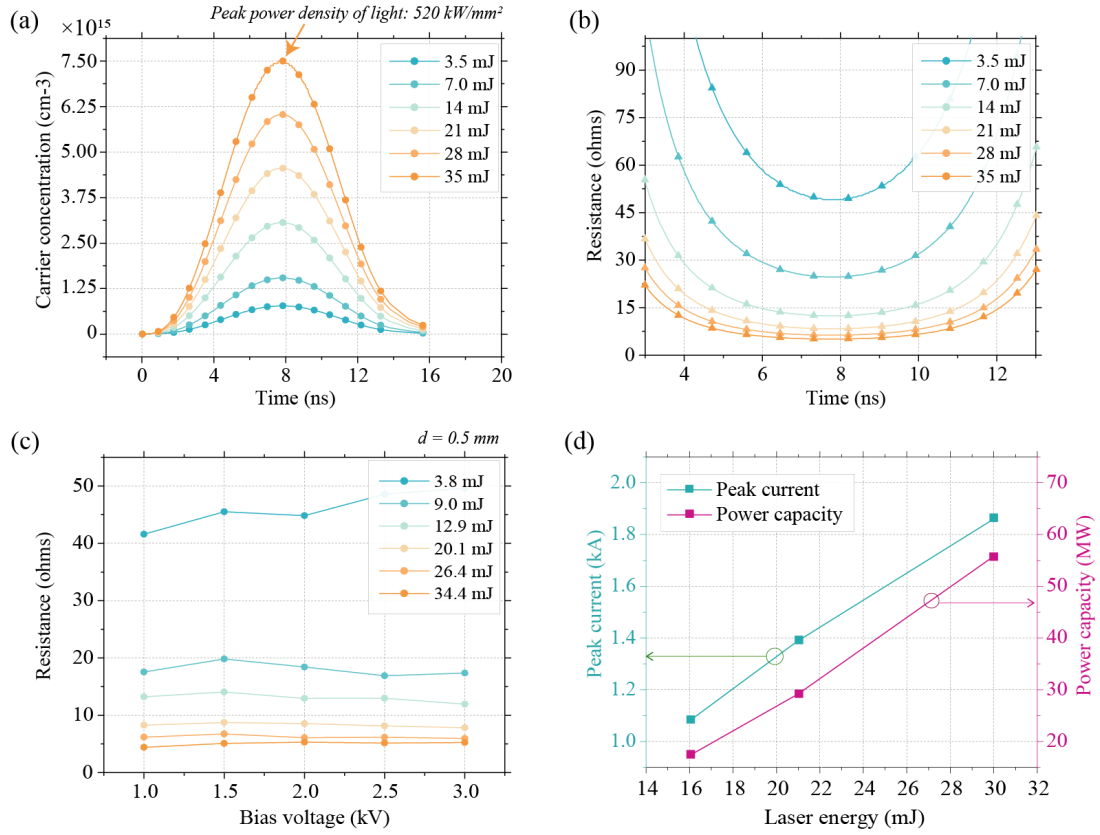 (a)
Peak power density of light: 520 kW/mm²
×10¹⁵
7.50
6.25
5.00
3.75
2.50
1.25
0
Carrier concentration (cm-3)
3.5 mJ
7.0 mJ
14 mJ
21 mJ
28 mJ
35 mJ
0 4 8 12 16 20
Time (ns)
(b)
90
75
60
45
30
15
0
Resistance (ohms)
3.5 mJ
7.0 mJ
14 mJ
21 mJ
28 mJ
35 mJ
4 6 8 10 12
Time (ns)
(c)
d = 0.5 mm
50
40
30
20
10
0
Resistance (ohms)
3.8 mJ
9.0 mJ
12.9 mJ
20.1 mJ
26.4 mJ
34.4 mJ
1.0 1.5 2.0 2.5 3.0
Bias voltage (kV)
(d)
2.0
1.8
1.6
1.4
1.2
1.0
Peak current (kA)
Peak current
Power capacity
70
60
50
40
30
20
Power capacity (MW)
14 16 18 20 22 24 26 28 30 32
Laser energy (mJ)